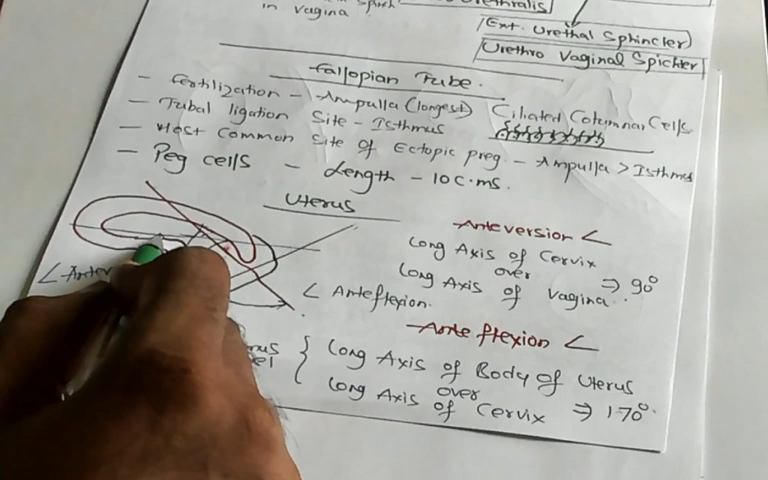 in vagina
Urethralis
Ext. Urethal Sphincter)
Urethro Vaginal Spichter
Fallopian Tube.
- Fertilization - Ampulla (longest) Ciliated Columnar Cells
- Tubal ligation Site - Isthmus
- Most Common Site of Ectopic preg. - Ampulla > Isthmus
- Peg cells - Length - 10 C.ms.
Uterus
Anteversion ∠
Long Axis of Cervix
over
Long Axis of Vagina. ⇒ 90°
∠ Antev
∠ Anteflexion.
Anteflexion ∠
Long Axis of Body of Uterus
over
Long Axis of Cervix ⇒ 170°.